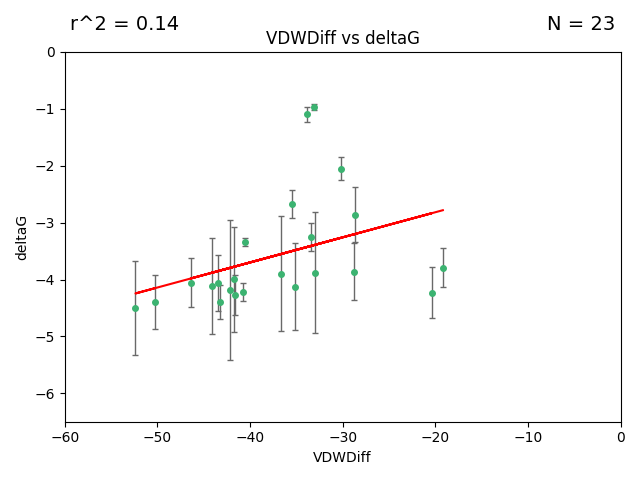 r^2 = 0.14
N = 23
VDWDiff vs deltaG
0
−1
−2
−3
−4
−5
−6
deltaG
−60 −50 −40 −30 −20 −10 0
VDWDiff